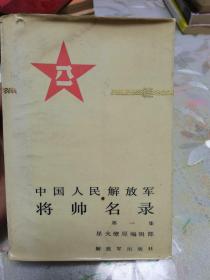 八一
中国人民解放军
将帅名录
第一集
星火燎原编辑部
解放军出版社